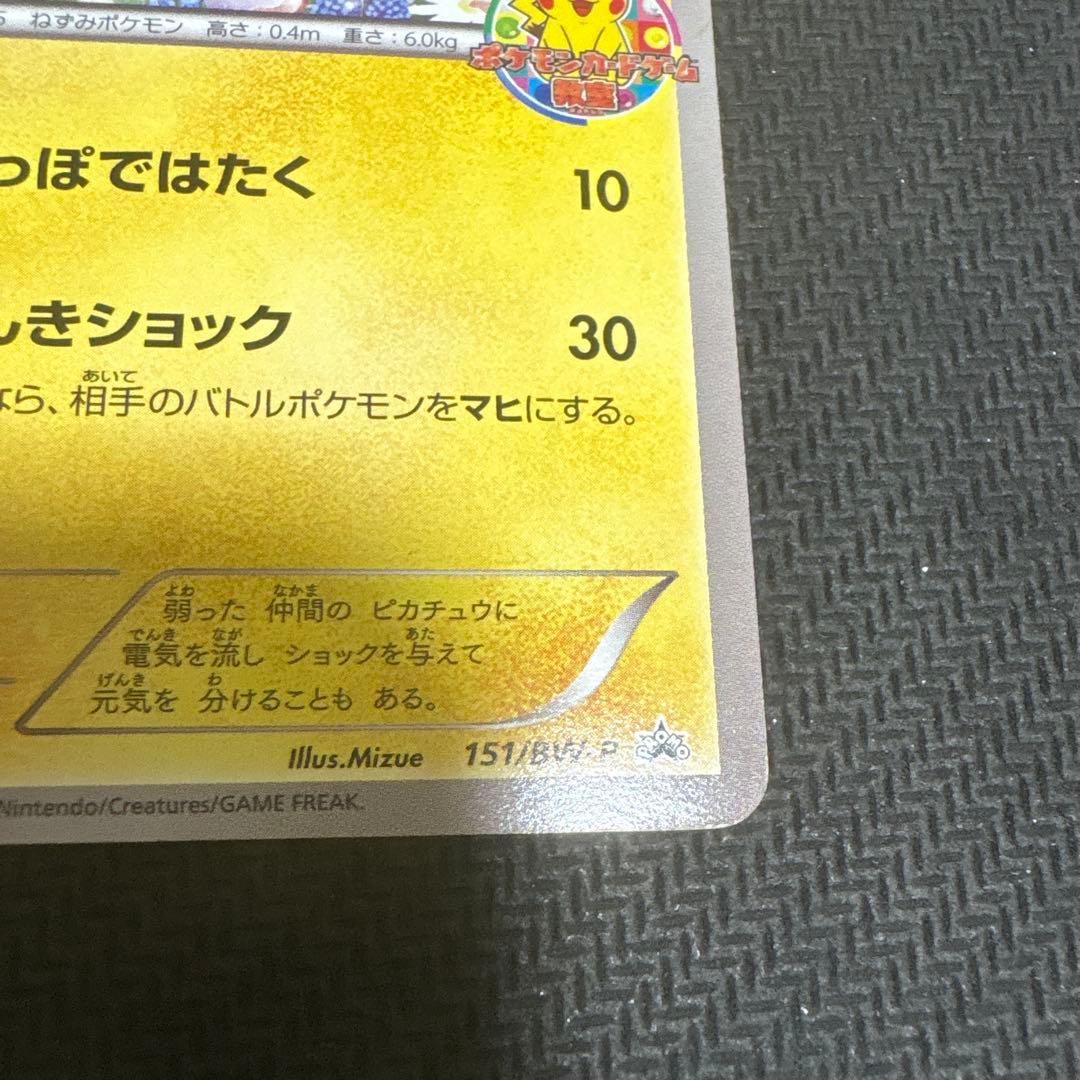 ねずみポケモン 高さ：0.4m 重さ：6.0kg
ポケモンカードゲーム
教室
っぽではたく 10
んきショック 30
なら、相手のバトルポケモンをマヒにする。
あいて
弱った 仲間の ピカチュウに
よわ なかま
電気を流し ショックを与えて
でんき なが あた
元気を 分けることも ある。
げんき わ
Illus.Mizue 151/BW-P
Nintendo/Creatures/GAME FREAK.